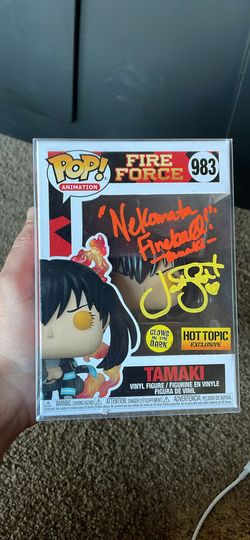 POP!
ANIMATION
FIRE
FORCE
983
"Nekomata
Fireball!"
GLOWS
IN THE
DARK
HOT TOPIC
EXCLUSIVE
TAMAKI
VINYL FIGURE / FIGURINE EN VINYLE
FIGURA DE VINIL